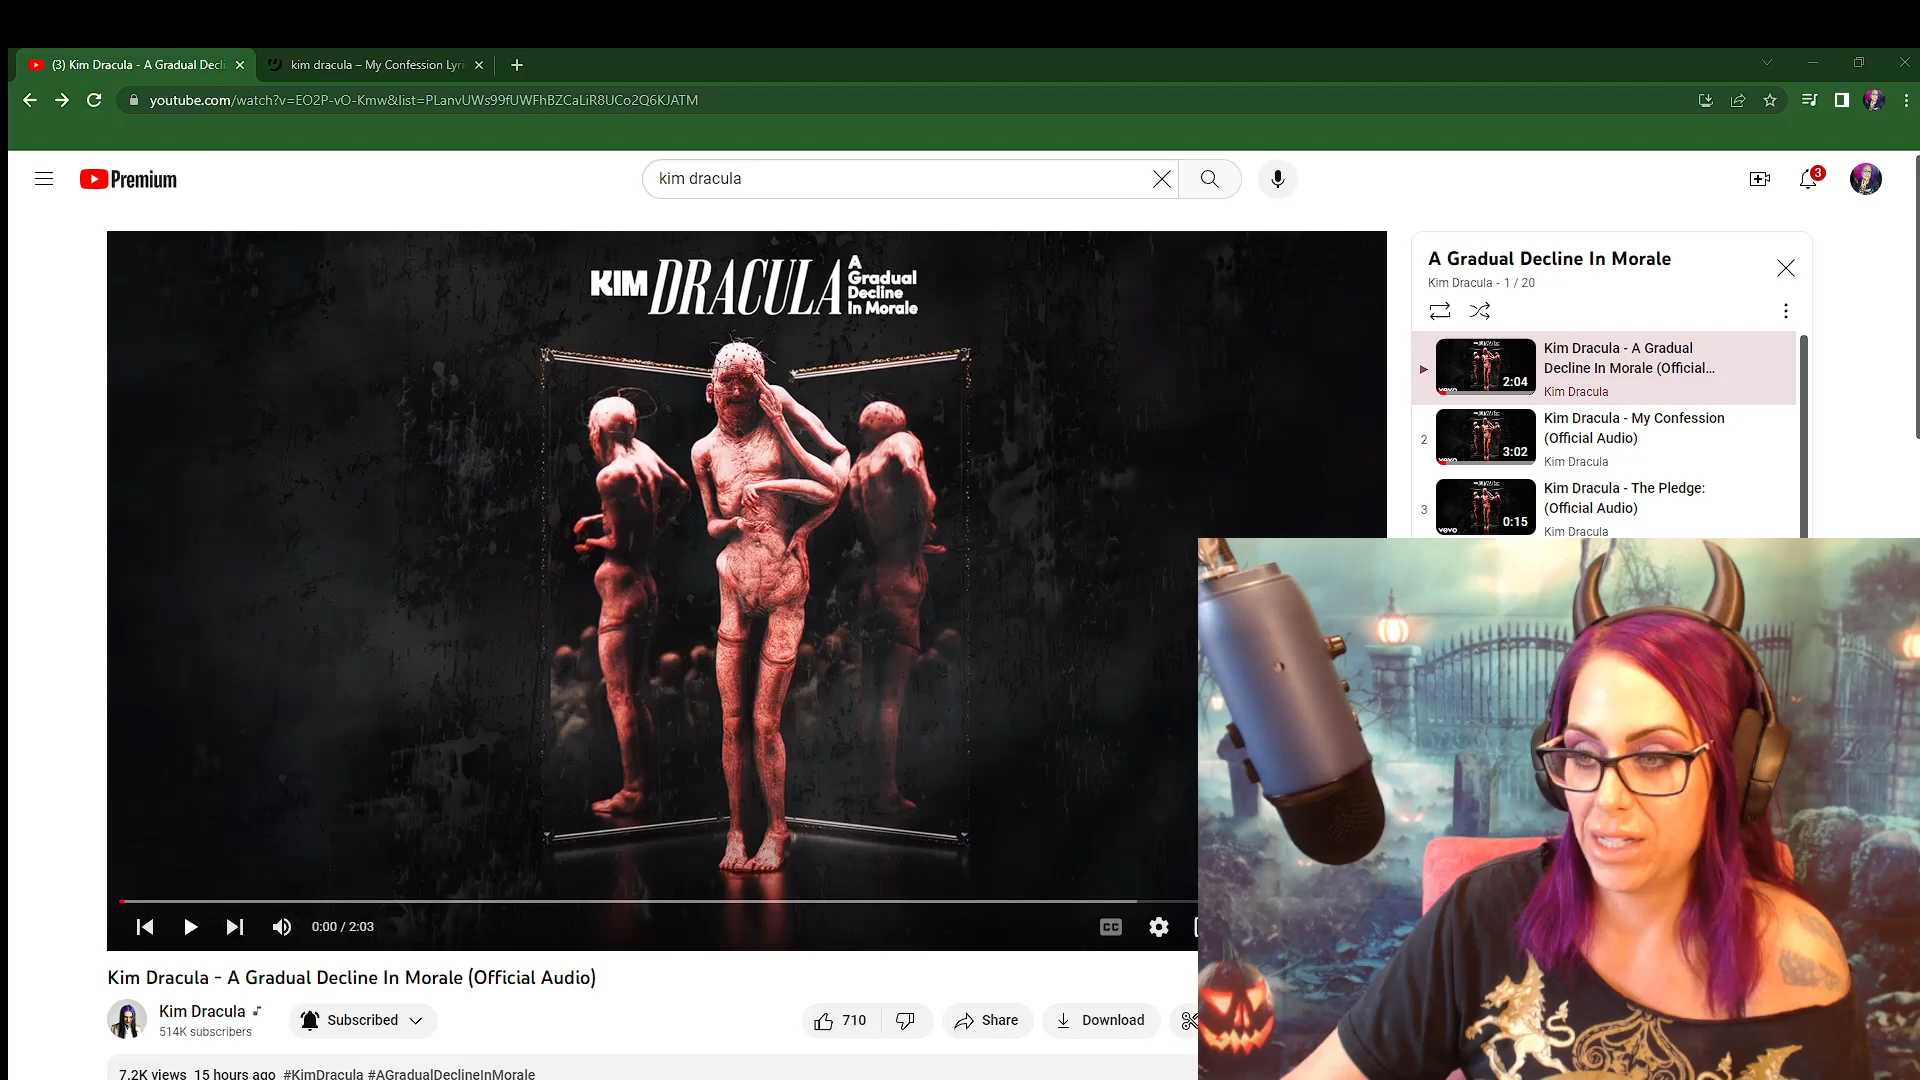 (3) Kim Dracula - A Gradual Decli
kim dracula – My Confession Lyri
youtube.com/watch?v=EO2P-vO-Kmw&list=PLanvUWs99fUWFhBZCaLiR8UCo2Q6KJATM
Premium
kim dracula
3
KIM DRACULA
A
Gradual
Decline
In Morale
A Gradual Decline In Morale
Kim Dracula - 1 / 20
Kim Dracula - A Gradual
Decline In Morale (Official...
Kim Dracula
2:04
2
Kim Dracula - My Confession
(Official Audio)
Kim Dracula
3:02
3
Kim Dracula - The Pledge:
(Official Audio)
Kim Dracula
vevo
0:15
0:00 / 2:03
CC
Kim Dracula - A Gradual Decline In Morale (Official Audio)
Kim Dracula
514K subscribers
Subscribed
710
Share
Download
7.2K views 15 hours ago #KimDracula #AGradualDeclineInMorale